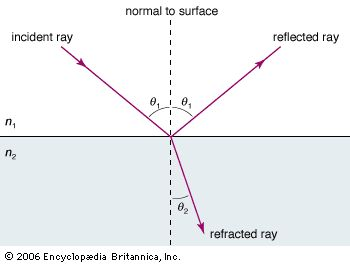 normal to surface
incident ray
reflected ray
θ1 θ1
n1
n2
θ2
refracted ray
© 2006 Encyclopædia Britannica, Inc.